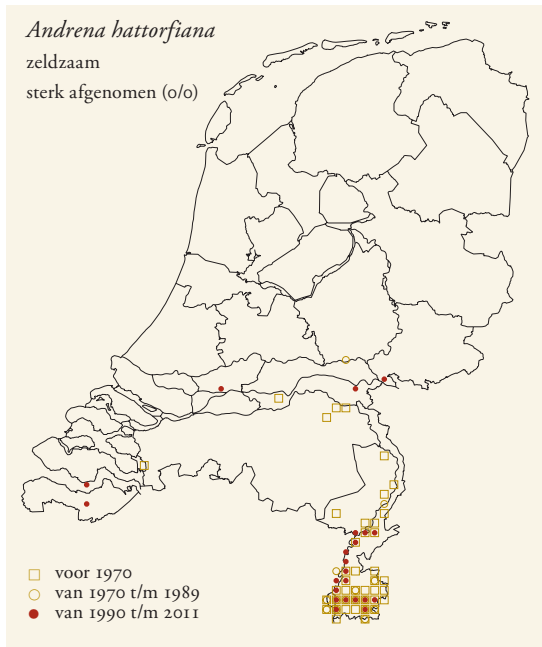 Andrena hattorfiana
zeldzaam
sterk afgenomen (0/0)
voor 1970
van 1970 t/m 1989
van 1990 t/m 2011